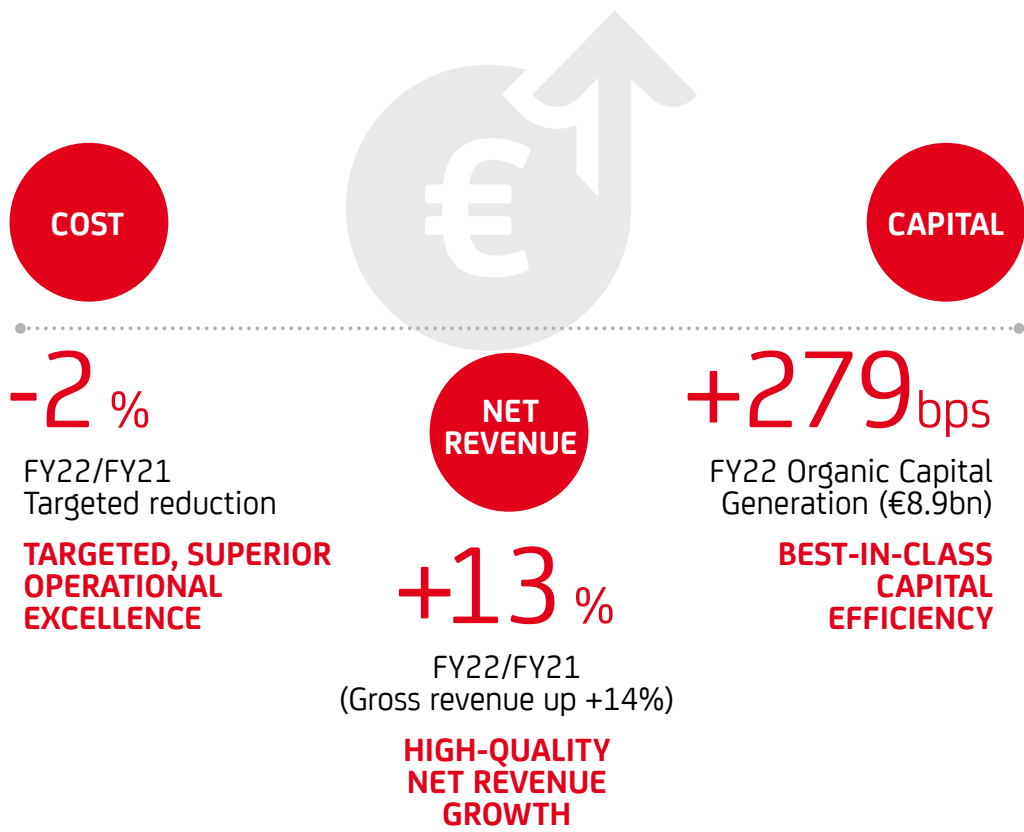 €
COST
-2 %
FY22/FY21
Targeted reduction
TARGETED, SUPERIOR
OPERATIONAL
EXCELLENCE
NET
REVENUE
+13 %
FY22/FY21
(Gross revenue up +14%)
HIGH-QUALITY
NET REVENUE
GROWTH
CAPITAL
+279bps
FY22 Organic Capital
Generation (€8.9bn)
BEST-IN-CLASS
CAPITAL
EFFICIENCY